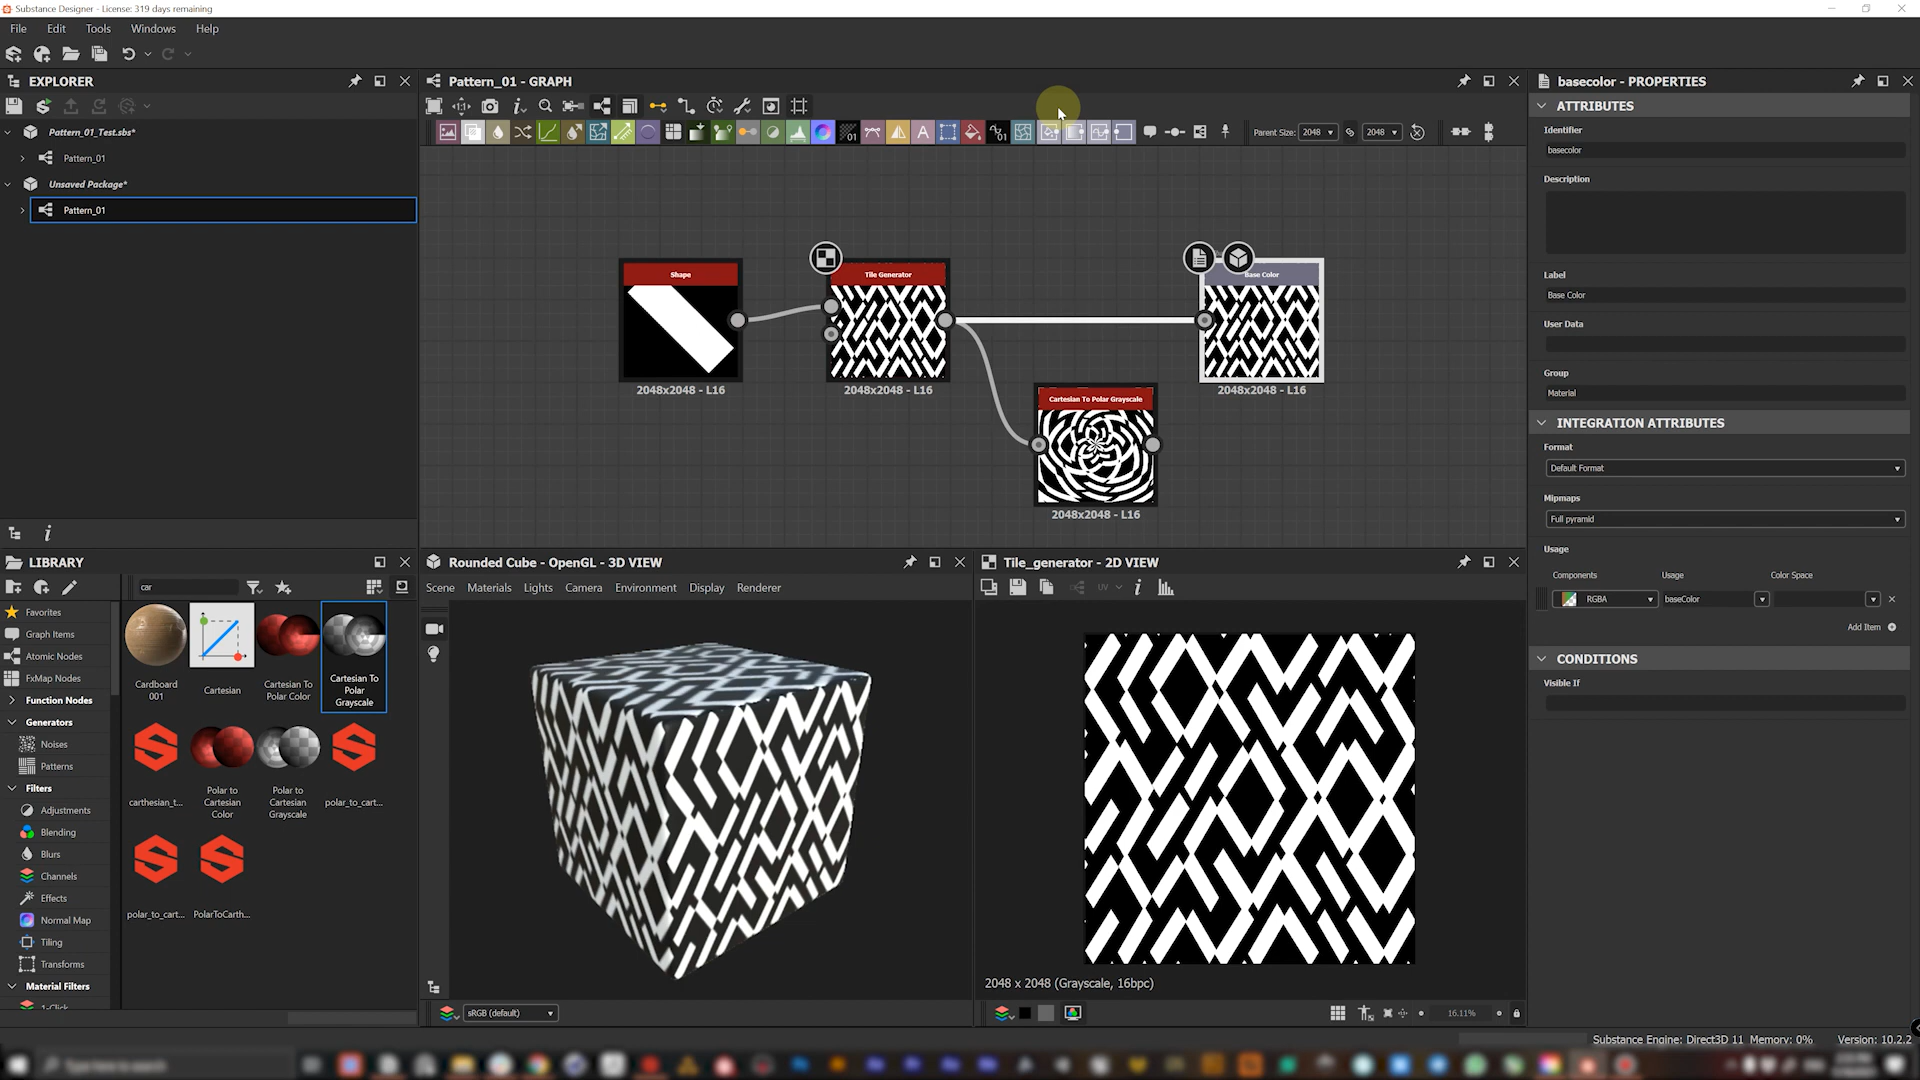 Substance Designer - License: 319 days remaining
File Edit Tools Windows Help
EXPLORER
Pattern_01_Test.sbs*
Pattern_01
Unsaved Package*
Pattern_01
Pattern_01 - GRAPH
Parent Size: 2048 2048
Shape
2048x2048 - L16
Tile Generator
2048x2048 - L16
Base Color
2048x2048 - L16
Cartesian To Polar Grayscale
2048x2048 - L16
basecolor - PROPERTIES
ATTRIBUTES
Identifier
basecolor
Description
Label
Base Color
User Data
Group
Material
INTEGRATION ATTRIBUTES
Format
Default Format
Mipmaps
Full pyramid
Usage
Components Usage Color Space
RGBA baseColor
Add Item
CONDITIONS
Visible If
LIBRARY
car
Favorites
Graph Items
Atomic Nodes
FxMap Nodes
Function Nodes
Generators
Noises
Patterns
Filters
Adjustments
Blending
Blurs
Channels
Effects
Normal Map
Tiling
Transforms
Material Filters
1-Click
Cardboard 001
Cartesian
Cartesian To Polar Color
Cartesian To Polar Grayscale
carthesian_t...
Polar to Cartesian Color
Polar to Cartesian Grayscale
polar_to_cart...
polar_to_cart...
PolarToCarth...
Rounded Cube - OpenGL - 3D VIEW
Scene Materials Lights Camera Environment Display Renderer
sRGB (default)
Tile_generator - 2D VIEW
UV
2048 x 2048 (Grayscale, 16bpc)
16.11%
Substance Engine: Direct3D 11 Memory: 0% Version: 10.2.2
Type here to search